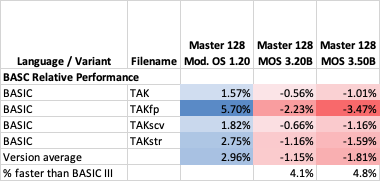 Language / Variant Filename Master 128 Mod. OS 1.20 Master 128 MOS 3.20B Master 128 MOS 3.50B
BASC Relative Performance
BASIC TAK 1.57% -0.56% -1.01%
BASIC TAKfp 5.70% -2.23% -3.47%
BASIC TAKscv 1.82% -0.66% -1.16%
BASIC TAKstr 2.75% -1.16% -1.59%
Version average 2.96% -1.15% -1.81%
% faster than BASIC III 4.1% 4.8%